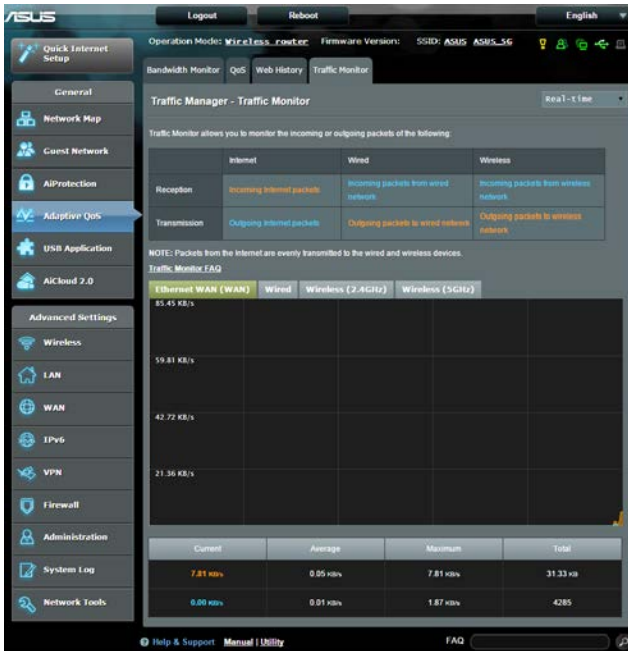 ASUS
Logout
Reboot
English
Quick Internet Setup
Operation Mode: Wireless router Firmware Version: SSID: ASUS ASUS_5G
Bandwidth Monitor QoS Web History Traffic Monitor
General
Network Map
Guest Network
AiProtection
Adaptive QoS
USB Application
AiCloud 2.0
Advanced Settings
Wireless
LAN
WAN
IPv6
VPN
Firewall
Administration
System Log
Network Tools
Traffic Manager - Traffic Monitor
Real-time
Traffic Monitor allows you to monitor the incoming or outgoing packets of the following:
Internet Wired Wireless
Reception Incoming Internet packets Incoming packets from wired network Incoming packets from wireless network
Transmission Outgoing Internet packets Outgoing packets to wired network Outgoing packets to wireless network
NOTE: Packets from the Internet are evenly transmitted to the wired and wireless devices.
Traffic Monitor FAQ
Ethernet WAN (WAN) Wired Wireless (2.4GHz) Wireless (5GHz)
85.45 KB/s
59.81 KB/s
42.72 KB/s
21.36 KB/s
Current Average Maximum Total
7.81 KB/s 0.05 KB/s 7.81 KB/s 31.33 KB
0.00 KB/s 0.01 KB/s 1.87 KB/s 4285
Help & Support Manual | Utility FAQ